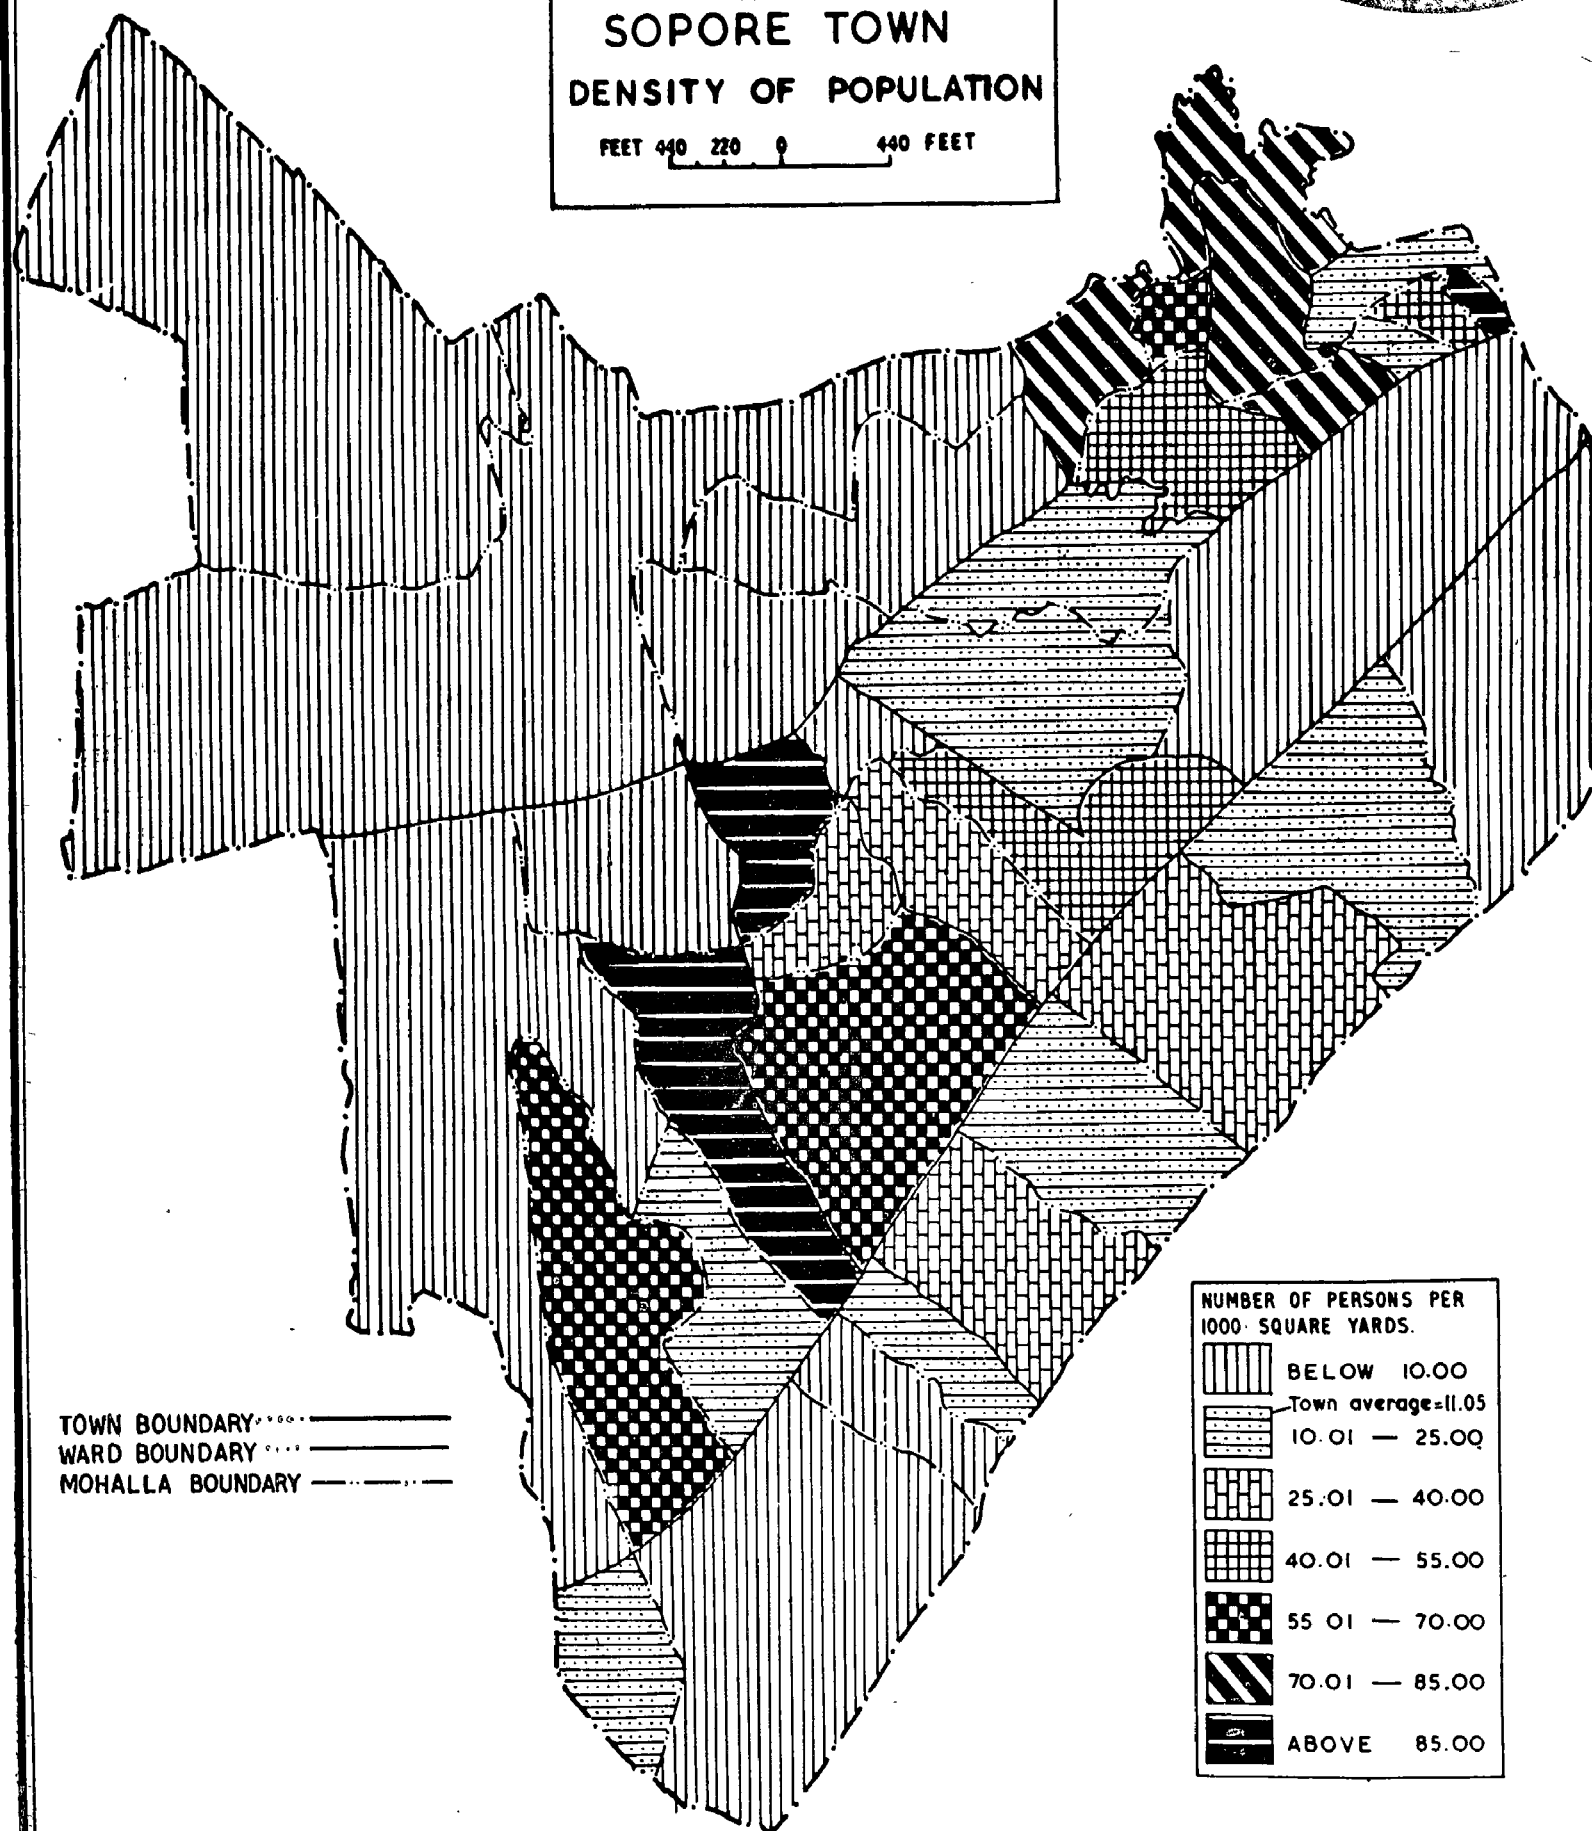 SOPORE TOWN
DENSITY OF POPULATION
FEET 440 220 0 440 FEET
TOWN BOUNDARY
WARD BOUNDARY
MOHALLA BOUNDARY
NUMBER OF PERSONS PER
1000 SQUARE YARDS.
BELOW 10.00
Town average=11.05
10.01 — 25.00
25.01 — 40.00
40.01 — 55.00
55 01 — 70.00
70.01 — 85.00
ABOVE 85.00